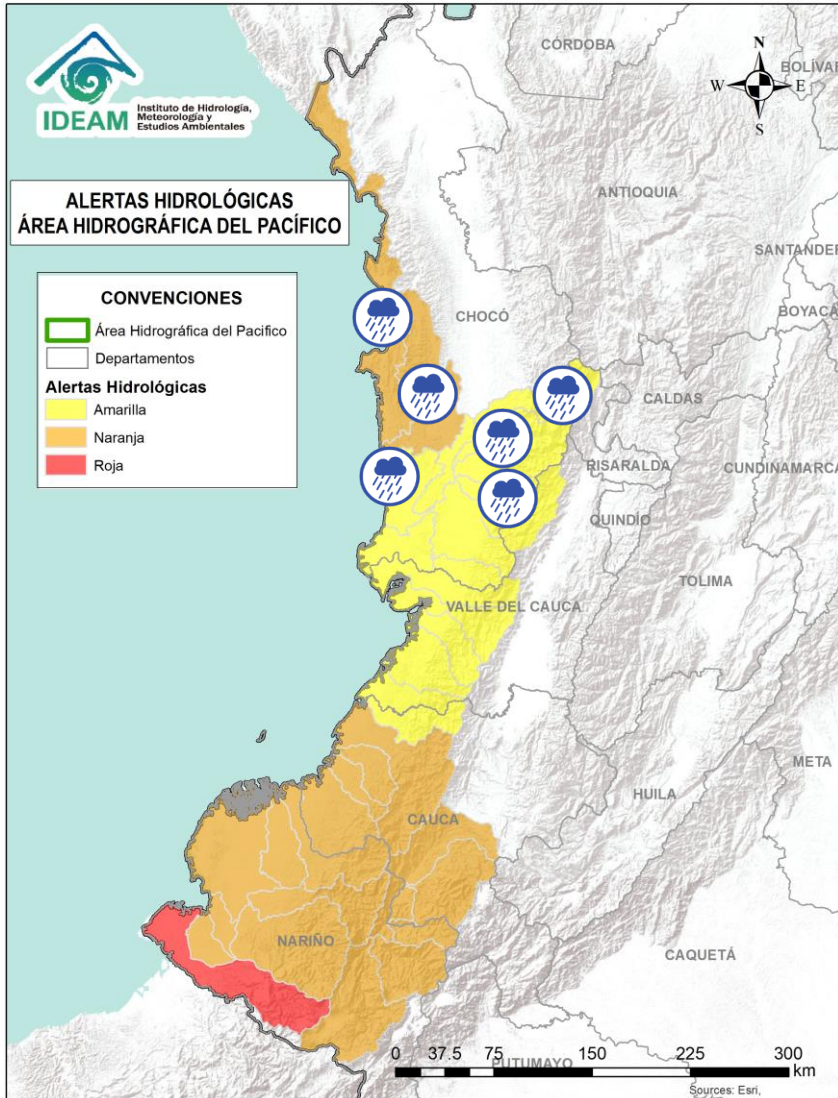 IDEAM
Instituto de Hidrología,
Meteorología y
Estudios Ambientales
ALERTAS HIDROLÓGICAS
ÁREA HIDROGRÁFICA DEL PACÍFICO
CONVENCIONES
Área Hidrográfica del Pacifico
Departamentos
Alertas Hidrológicas
Amarilla
Naranja
Roja
N
W
E
S
CÓRDOBA
BOLÍVAR
ANTIOQUIA
SANTANDER
BOYACÁ
CHOCÓ
CALDAS
RISARALDA
CUNDINAMARCA
QUINDÍO
TOLIMA
VALLE DEL CAUCA
META
HUILA
CAUCA
NARIÑO
CAQUETÁ
PUTUMAYO
0 37.5 75 150 225 300
km
Sources: Esri,